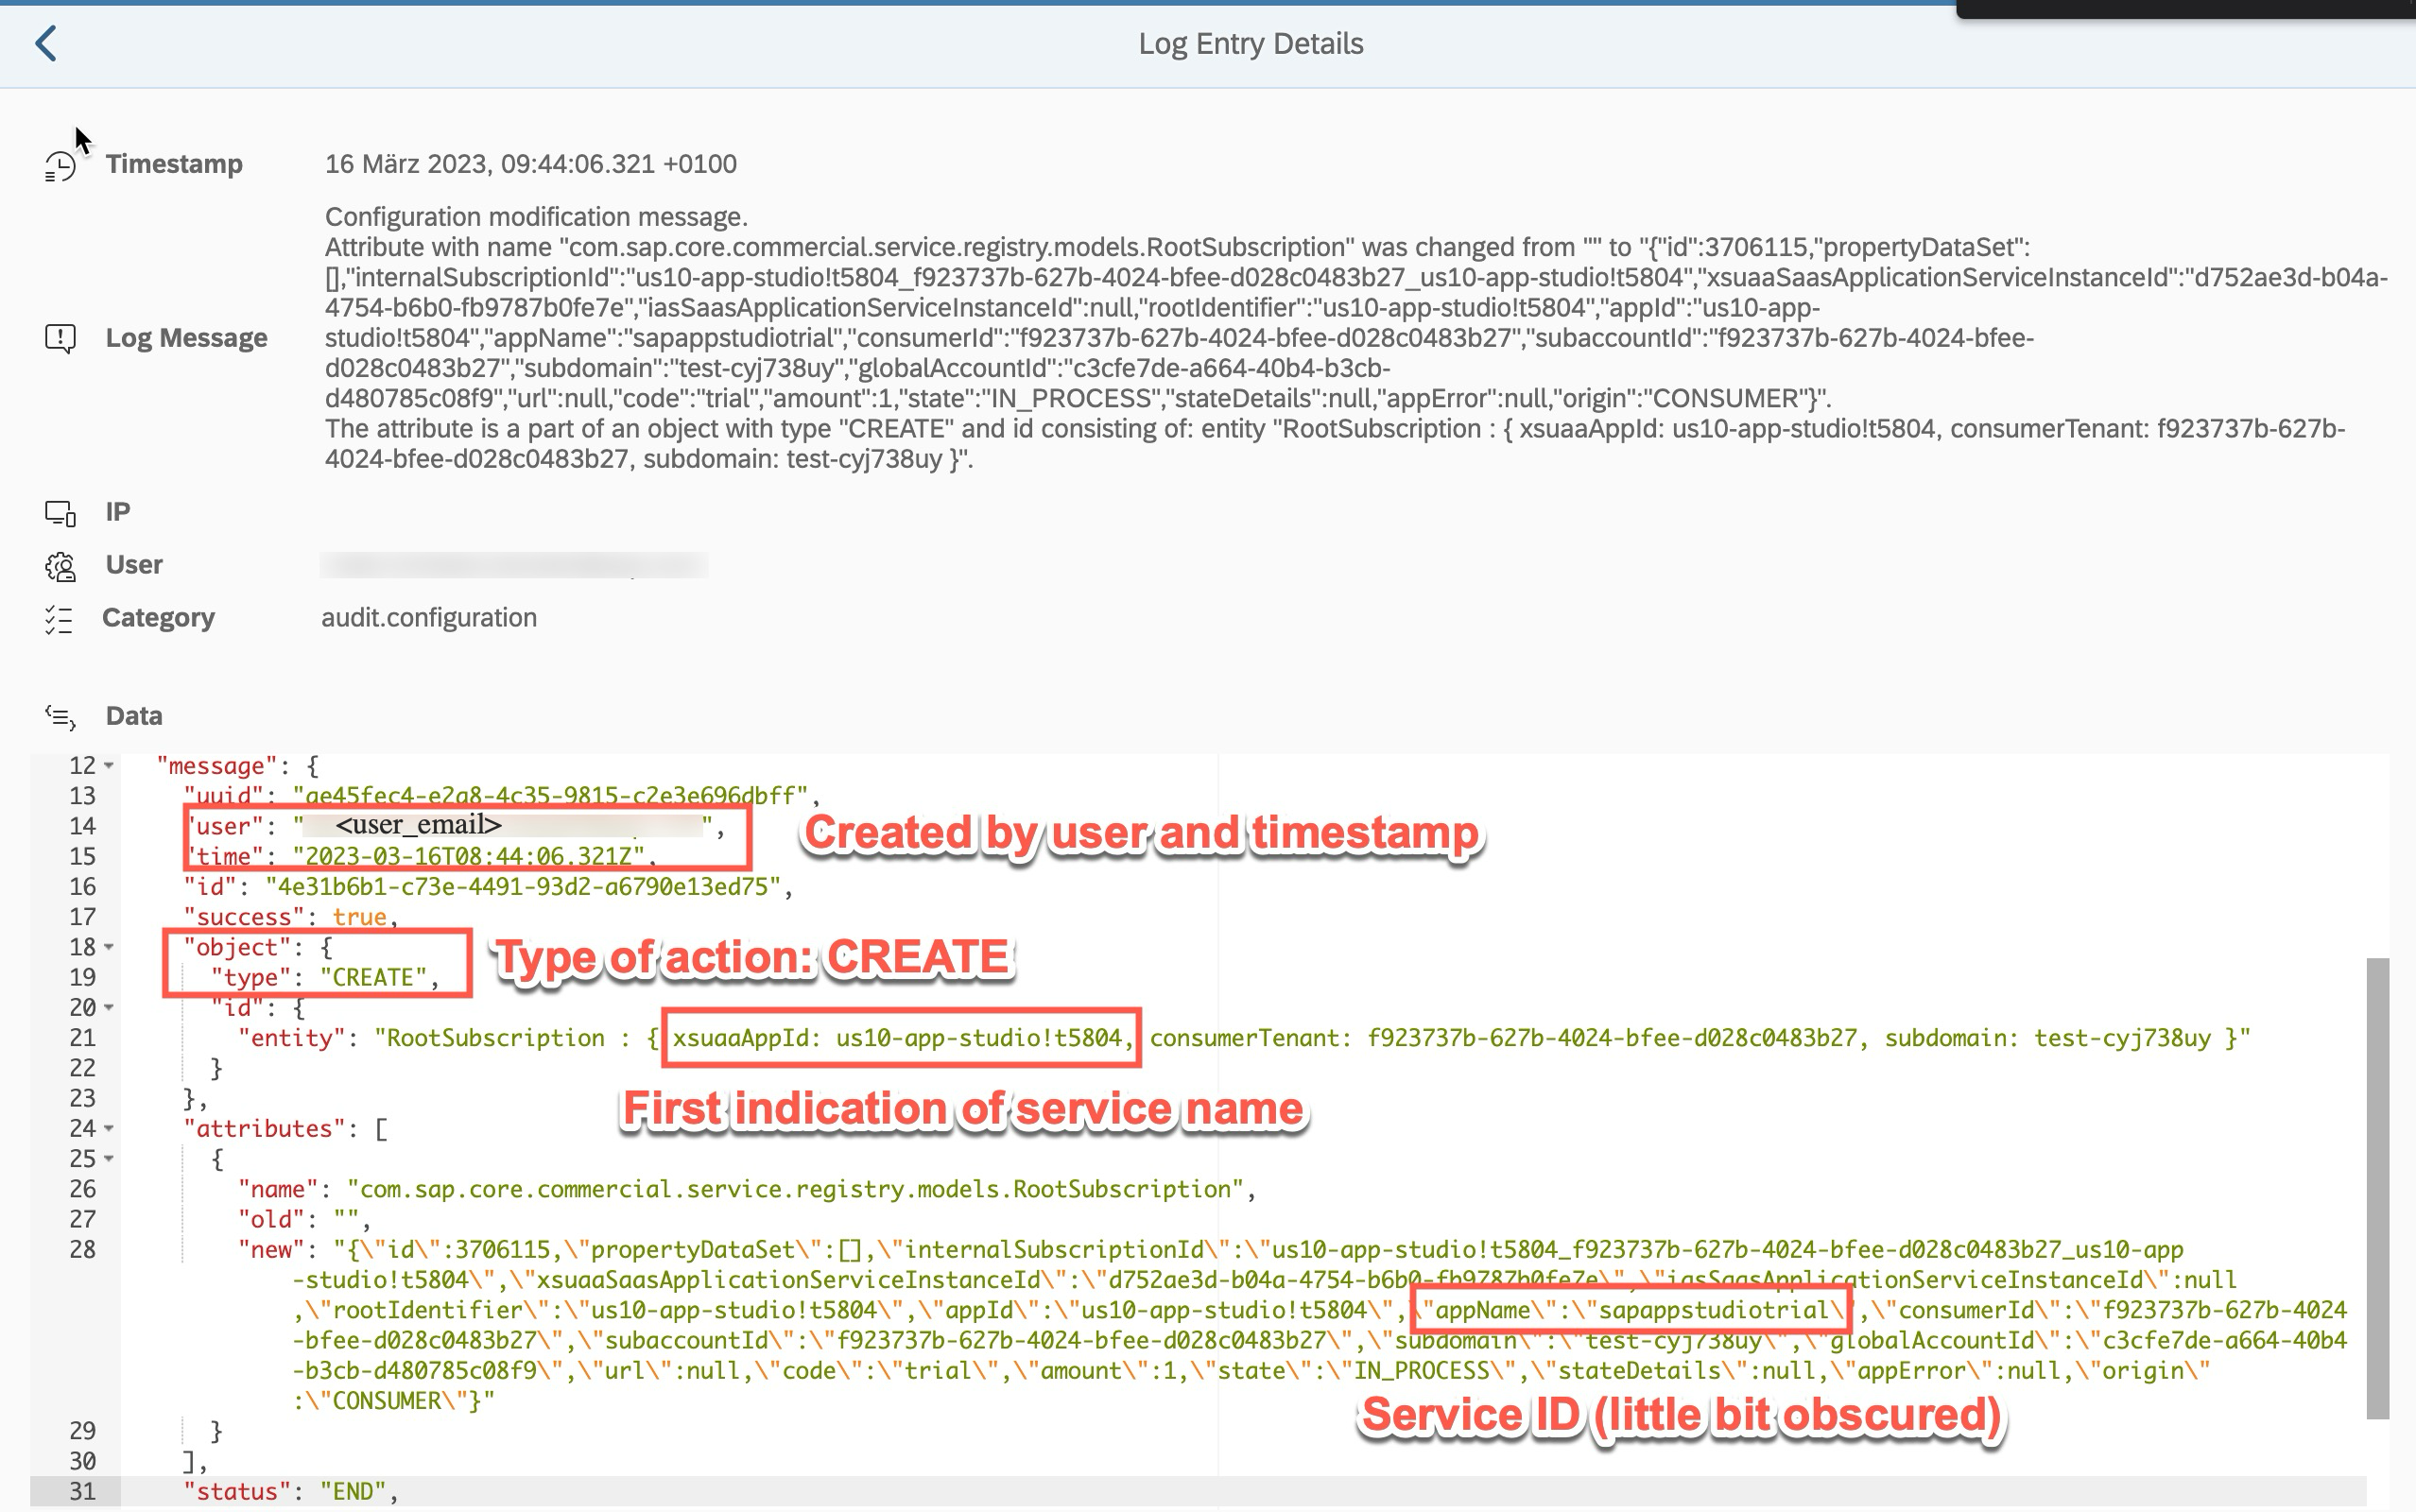 Log Entry Details
Timestamp
16 März 2023, 09:44:06.321 +0100
Log Message
Configuration modification message.
Attribute with name "com.sap.core.commercial.service.registry.models.RootSubscription" was changed from "" to "{"id":3706115,"propertyDataSet":
[],"internalSubscriptionId":"us10-app-studio!t5804_f923737b-627b-4024-bfee-d028c0483b27_us10-app-studio!t5804","xsuaaSaasApplicationServiceInstanceId":"d752ae3d-b04a-
4754-b6b0-fb9787b0fe7e","iasSaasApplicationServiceInstanceId":null,"rootIdentifier":"us10-app-studio!t5804","appId":"us10-app-
studio!t5804","appName":"sapappstudiotrial","consumerId":"f923737b-627b-4024-bfee-d028c0483b27","subaccountId":"f923737b-627b-4024-bfee-
d028c0483b27","subdomain":"test-cyj738uy","globalAccountId":"c3cfe7de-a664-40b4-b3cb-
d480785c08f9","url":null,"code":"trial","amount":1,"state":"IN_PROCESS","stateDetails":null,"appError":null,"origin":"CONSUMER"}".
The attribute is a part of an object with type "CREATE" and id consisting of: entity "RootSubscription : { xsuaaAppId: us10-app-studio!t5804, consumerTenant: f923737b-627b-
4024-bfee-d028c0483b27, subdomain: test-cyj738uy }".
IP
User
Category
audit.configuration
Data
12 "message": {
13 "uuid": "ae45fec4-e2a8-4c35-9815-c2e3e696dbff",
14 "user": " <user_email> ",
15 "time": "2023-03-16T08:44:06.321Z",
Created by user and timestamp
16 "id": "4e31b6b1-c73e-4491-93d2-a6790e13ed75",
17 "success": true,
18 "object": {
19 "type": "CREATE",
Type of action: CREATE
20 "id": {
21 "entity": "RootSubscription : { xsuaaAppId: us10-app-studio!t5804, consumerTenant: f923737b-627b-4024-bfee-d028c0483b27, subdomain: test-cyj738uy }"
22 }
23 },
First indication of service name
24 "attributes": [
25 {
26 "name": "com.sap.core.commercial.service.registry.models.RootSubscription",
27 "old": "",
28 "new": "{\"id\":3706115,\"propertyDataSet\":[],\"internalSubscriptionId\":\"us10-app-studio!t5804_f923737b-627b-4024-bfee-d028c0483b27_us10-app
-studio!t5804\",\"xsuaaSaasApplicationServiceInstanceId\":\"d752ae3d-b04a-4754-b6b0-fb9787b0fe7e\",\"iasSaasApplicationServiceInstanceId\":null
,\"rootIdentifier\":\"us10-app-studio!t5804\",\"appId\":\"us10-app-studio!t5804\",\"appName\":\"sapappstudiotrial\",\"consumerId\":\"f923737b-627b-4024
-bfee-d028c0483b27\",\"subaccountId\":\"f923737b-627b-4024-bfee-d028c0483b27\",\"subdomain\":\"test-cyj738uy\",\"globalAccountId\":\"c3cfe7de-a664-40b4
-b3cb-d480785c08f9\",\"url\":null,\"code\":\"trial\",\"amount\":1,\"state\":\"IN_PROCESS\",\"stateDetails\":null,\"appError\":null,\"origin\"
:\"CONSUMER\"}"
Service ID (little bit obscured)
29 }
30 ],
31 "status": "END",